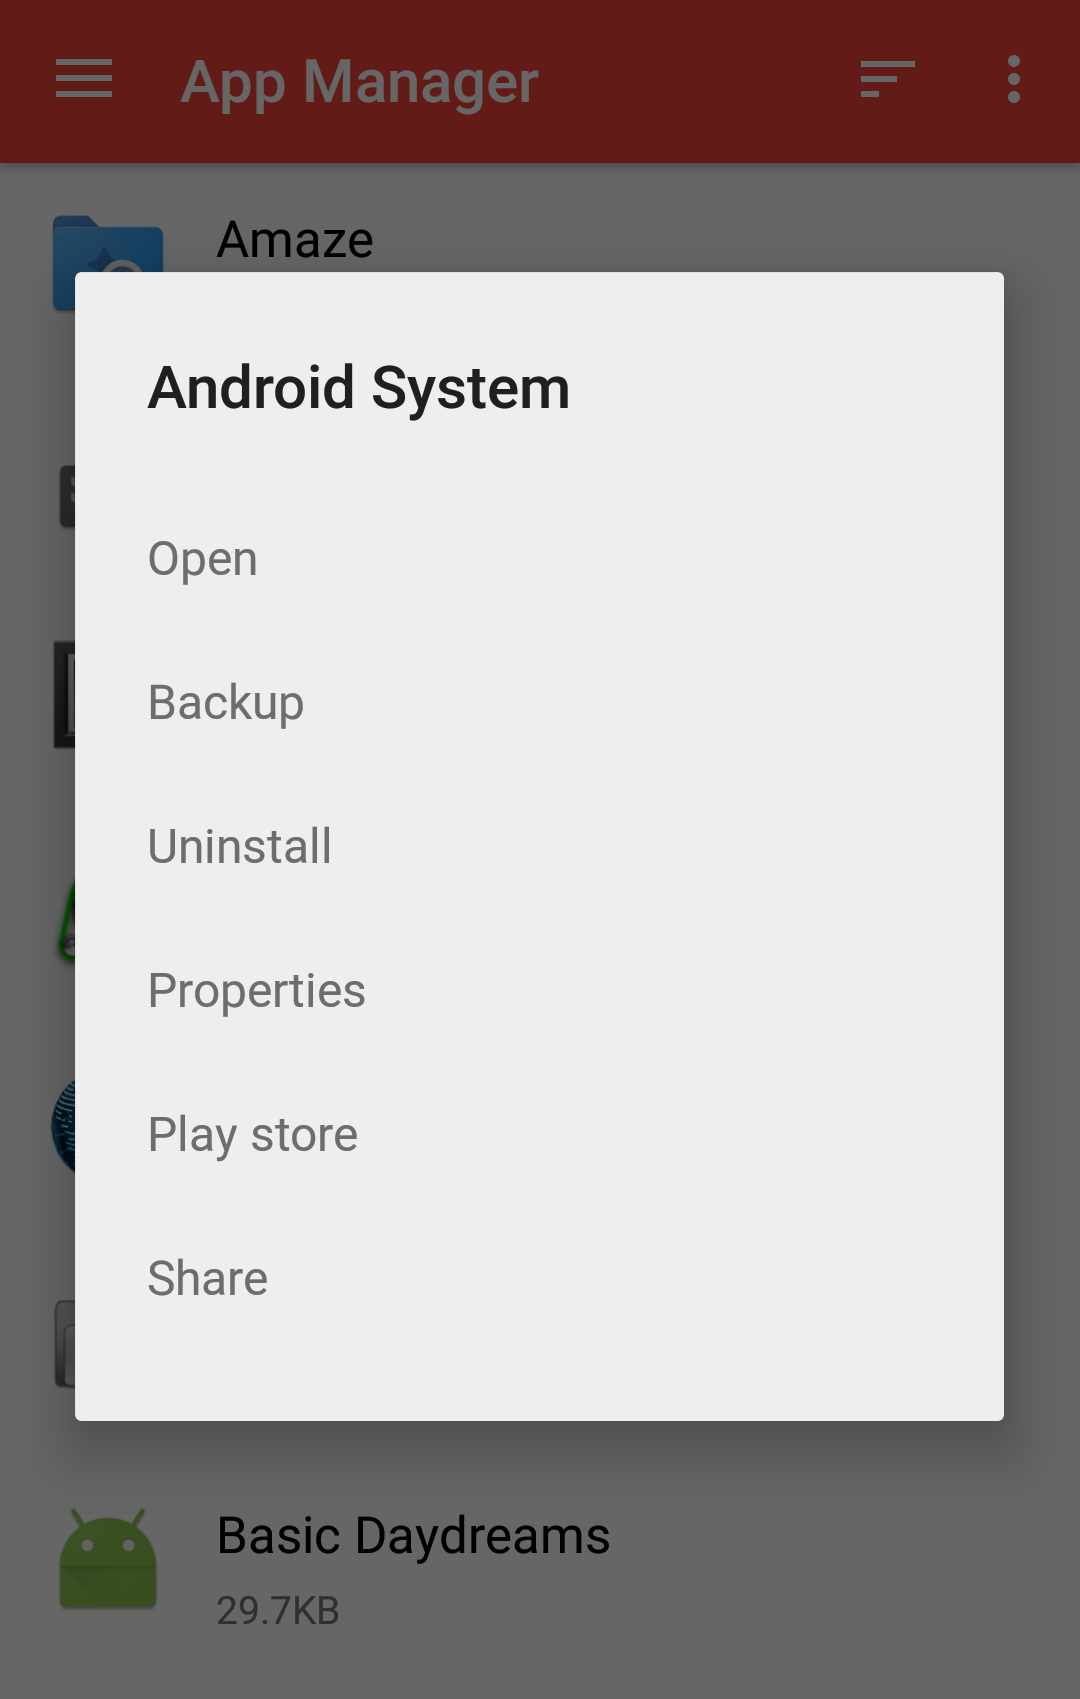 App Manager
Amaze
Android System
Open
Backup
Uninstall
Properties
Play store
Share
Basic Daydreams
29.7KB